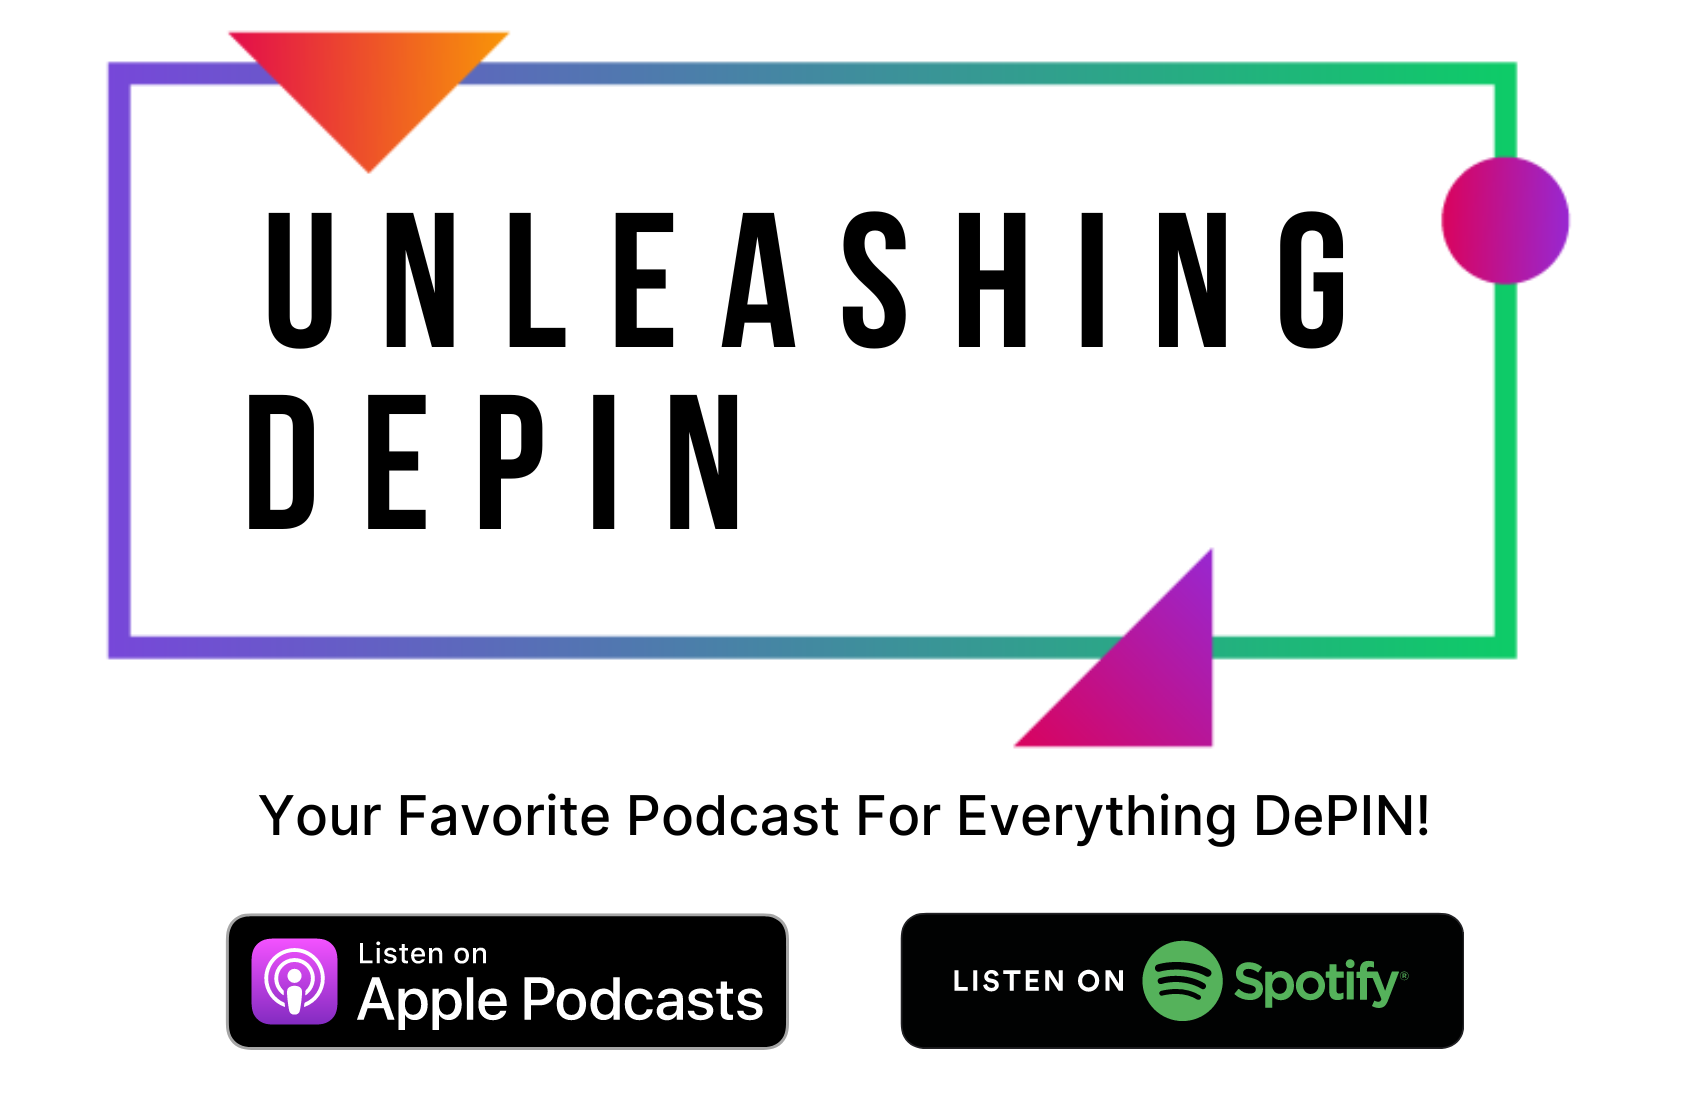 UNLEASHING
DEPIN
Your Favorite Podcast For Everything DePIN!
Listen on
Apple Podcasts
LISTEN ON Spotify®